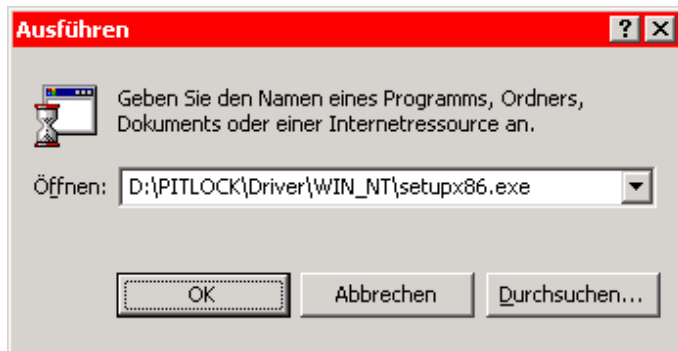 Ausführen
Geben Sie den Namen eines Programms, Ordners,
Dokuments oder einer Internetressource an.
Öffnen: D:\PITLOCK\Driver\WIN_NT\setupx86.exe
OK Abbrechen Durchsuchen...